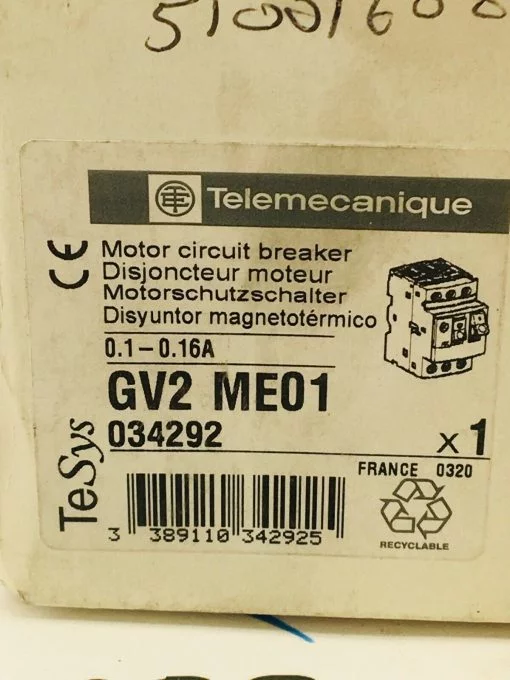 Telemecanique
CE
Motor circuit breaker
Disjoncteur moteur
Motorschutzschalter
Disyuntor magnetotérmico
0.1 – 0.16A
GV2 ME01
034292
x 1
TeSys
FRANCE 0320
3 389110 342925
RECYCLABLE